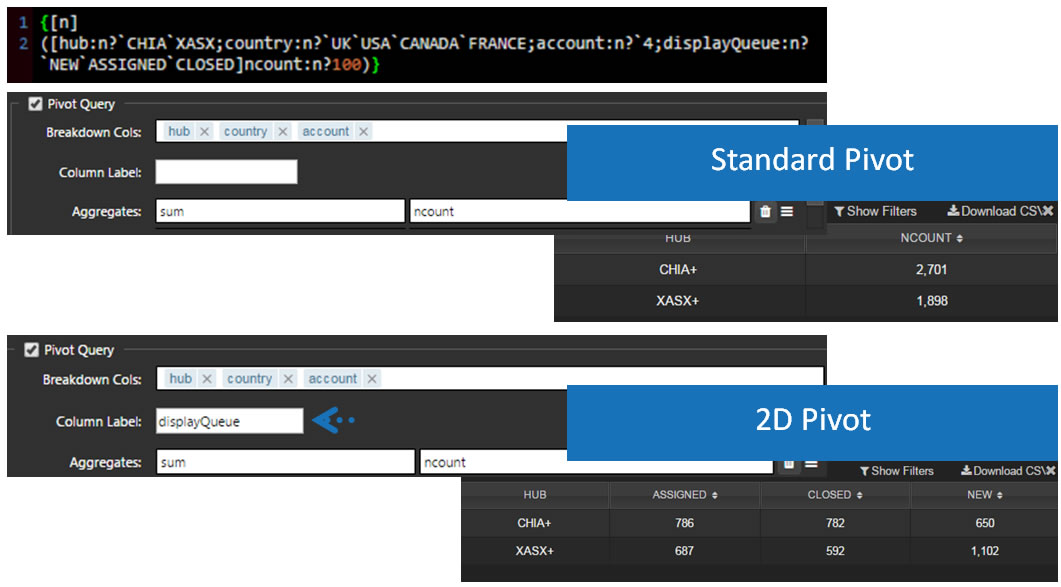 1 {[n]
2 ([hub:n?`CHIA`XASX;country:n?`UK`USA`CANADA`FRANCE;account:n?`4;displayQueue:n?
`NEW`ASSIGNED`CLOSED]ncount:n?100)}
Pivot Query
Breakdown Cols: hub × country × account ×
Standard Pivot
Column Label:
Aggregates: sum ncount
Show Filters Download CS\
HUB NCOUNT
CHIA+ 2,701
XASX+ 1,898
Pivot Query
Breakdown Cols: hub × country × account ×
Column Label: displayQueue
2D Pivot
Aggregates: sum ncount
Show Filters Download CS\
HUB ASSIGNED CLOSED NEW
CHIA+ 786 782 650
XASX+ 687 592 1,102